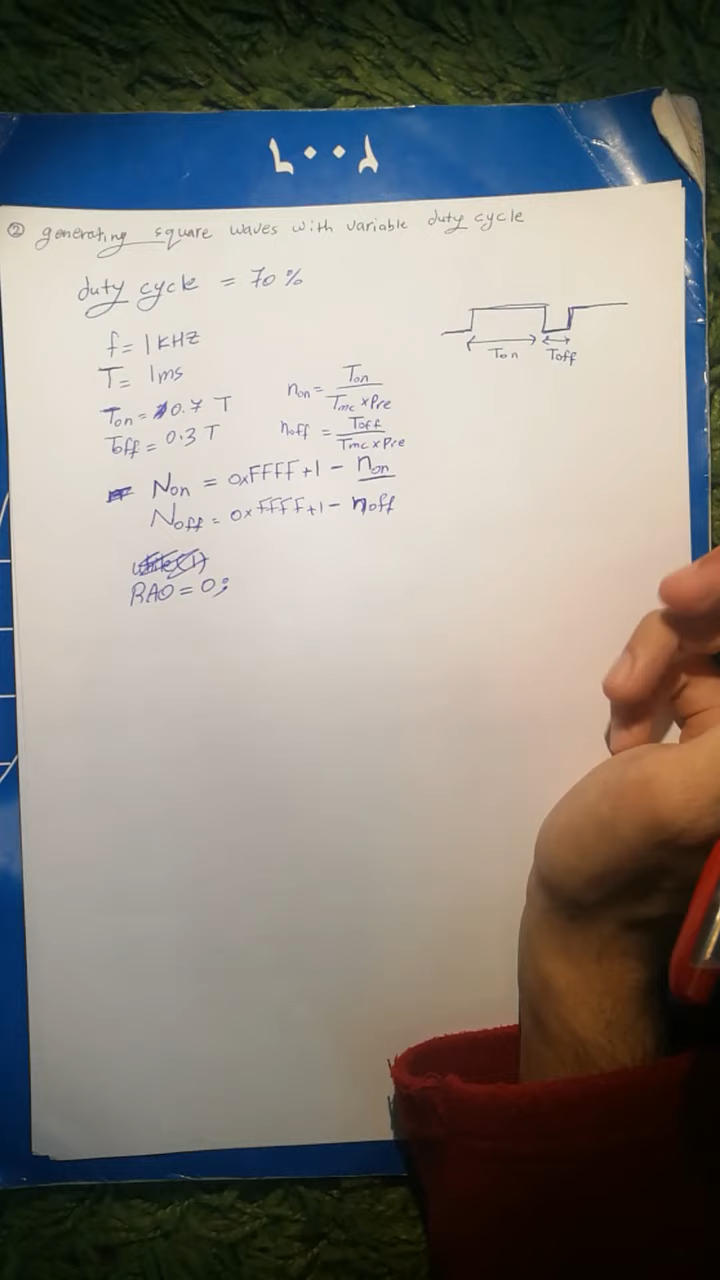 ١٠٠٨
② generating square waves with variable duty cycle
duty cycle = 70 %
f = 1 KHZ
T = 1ms
Ton = 0.7 T
Toff = 0.3 T
non = Ton / Tmc x Pre
noff = Toff / Tmc x Pre
Ton Toff
Non = 0xFFFF + 1 - non
Noff = 0xFFFF + 1 - noff
RA0 = 0;